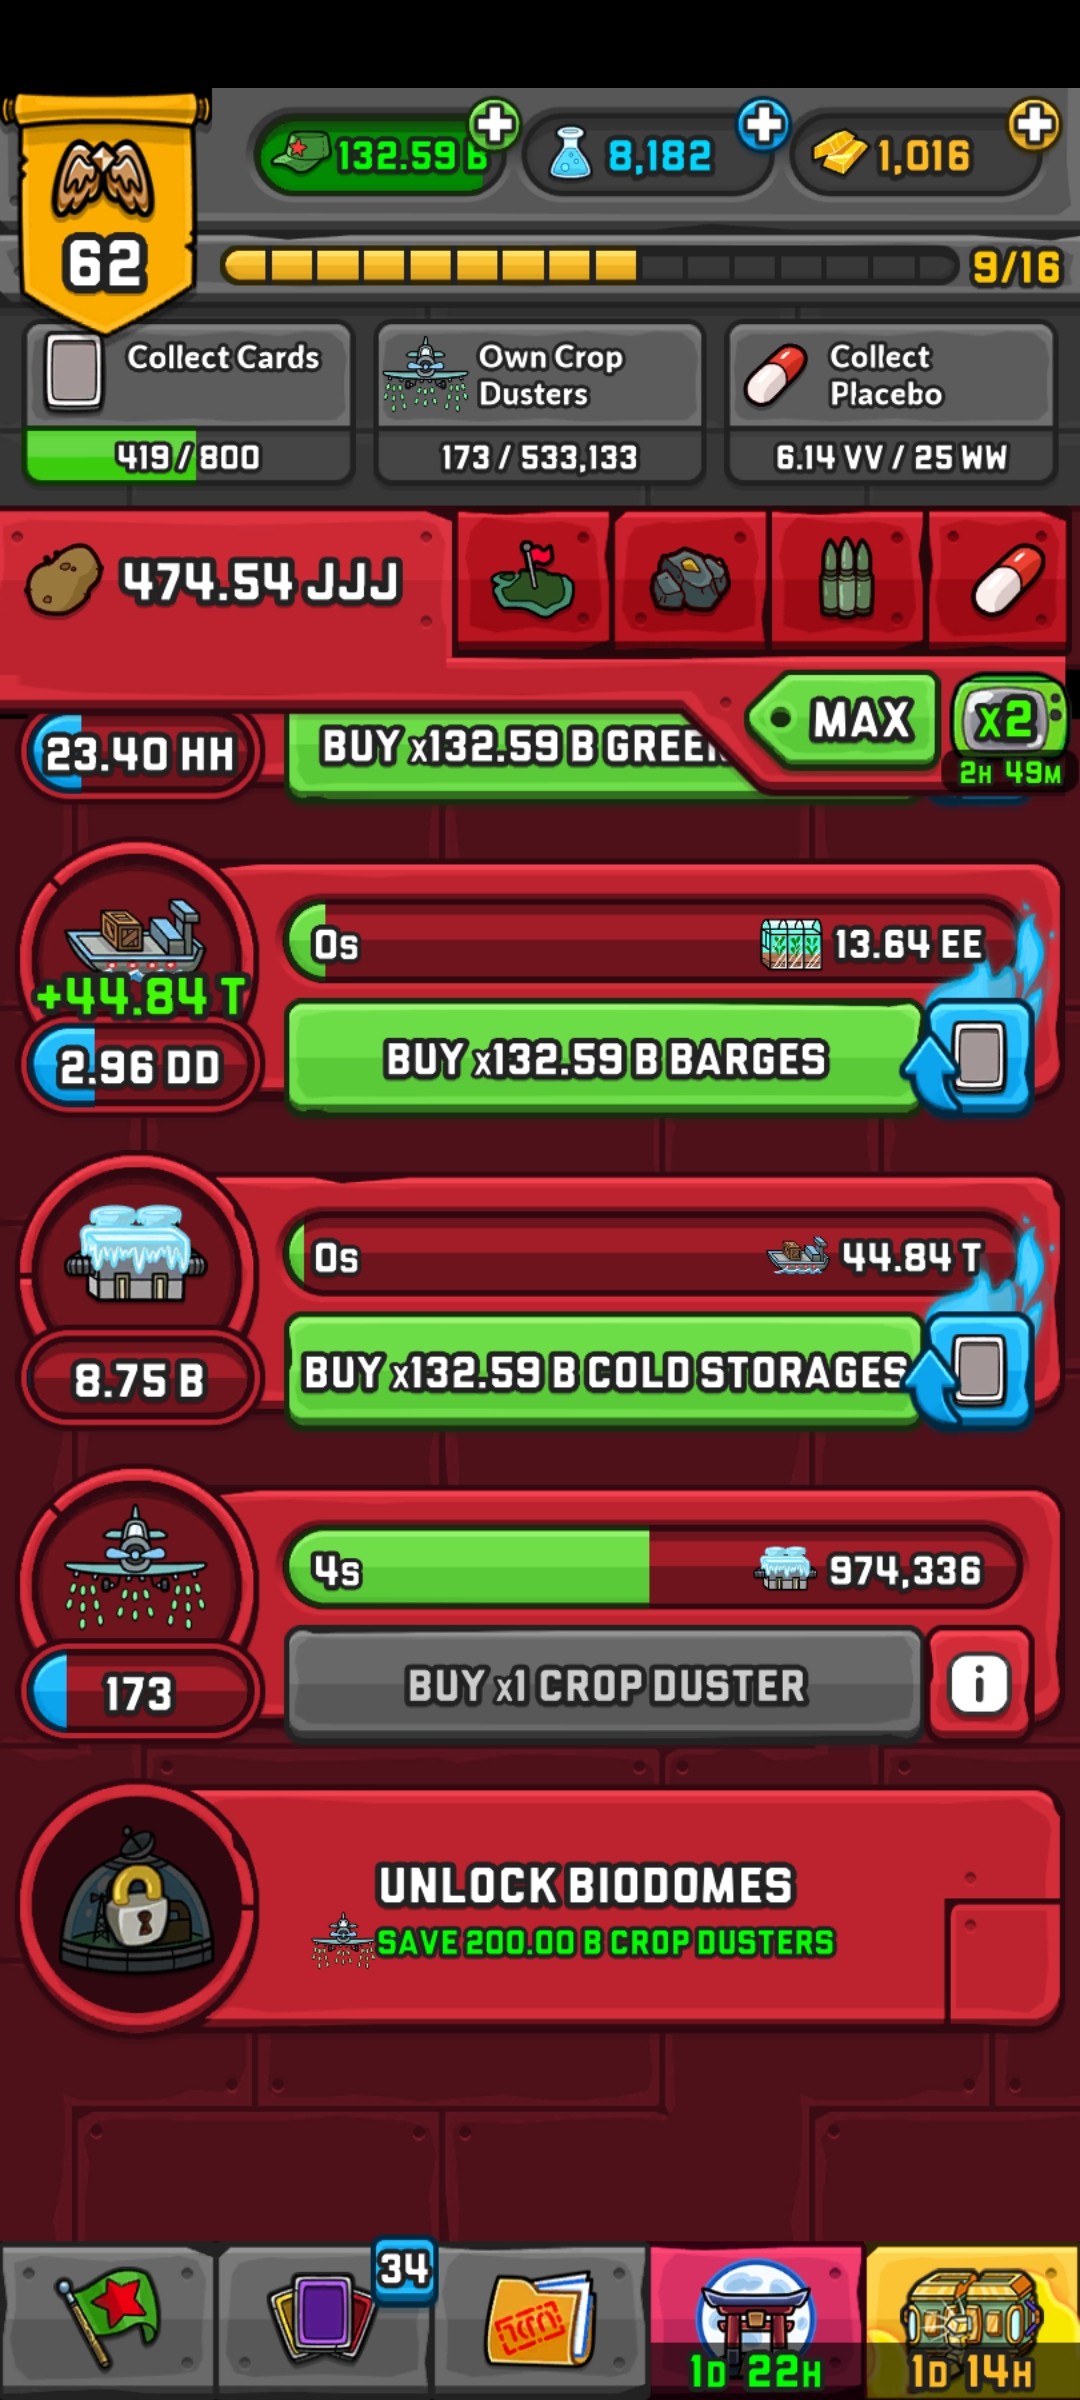 132.59 B
8,182
1,016
62
9/16
Collect Cards
419 / 800
Own Crop
Dusters
173 / 533,133
Collect
Placebo
6.14 VV / 25 WW
474.54 JJJ
MAX
x2
2H 49M
23.40 HH
BUY x132.59 B GREEN
0s
13.64 EE
+44.84 T
2.96 DD
BUY x132.59 B BARGES
0s
44.84 T
8.75 B
BUY x132.59 B COLD STORAGES
4s
974,336
173
BUY x1 CROP DUSTER
i
UNLOCK BIODOMES
SAVE 200.00 B CROP DUSTERS
34
1D 22H
1D 14H